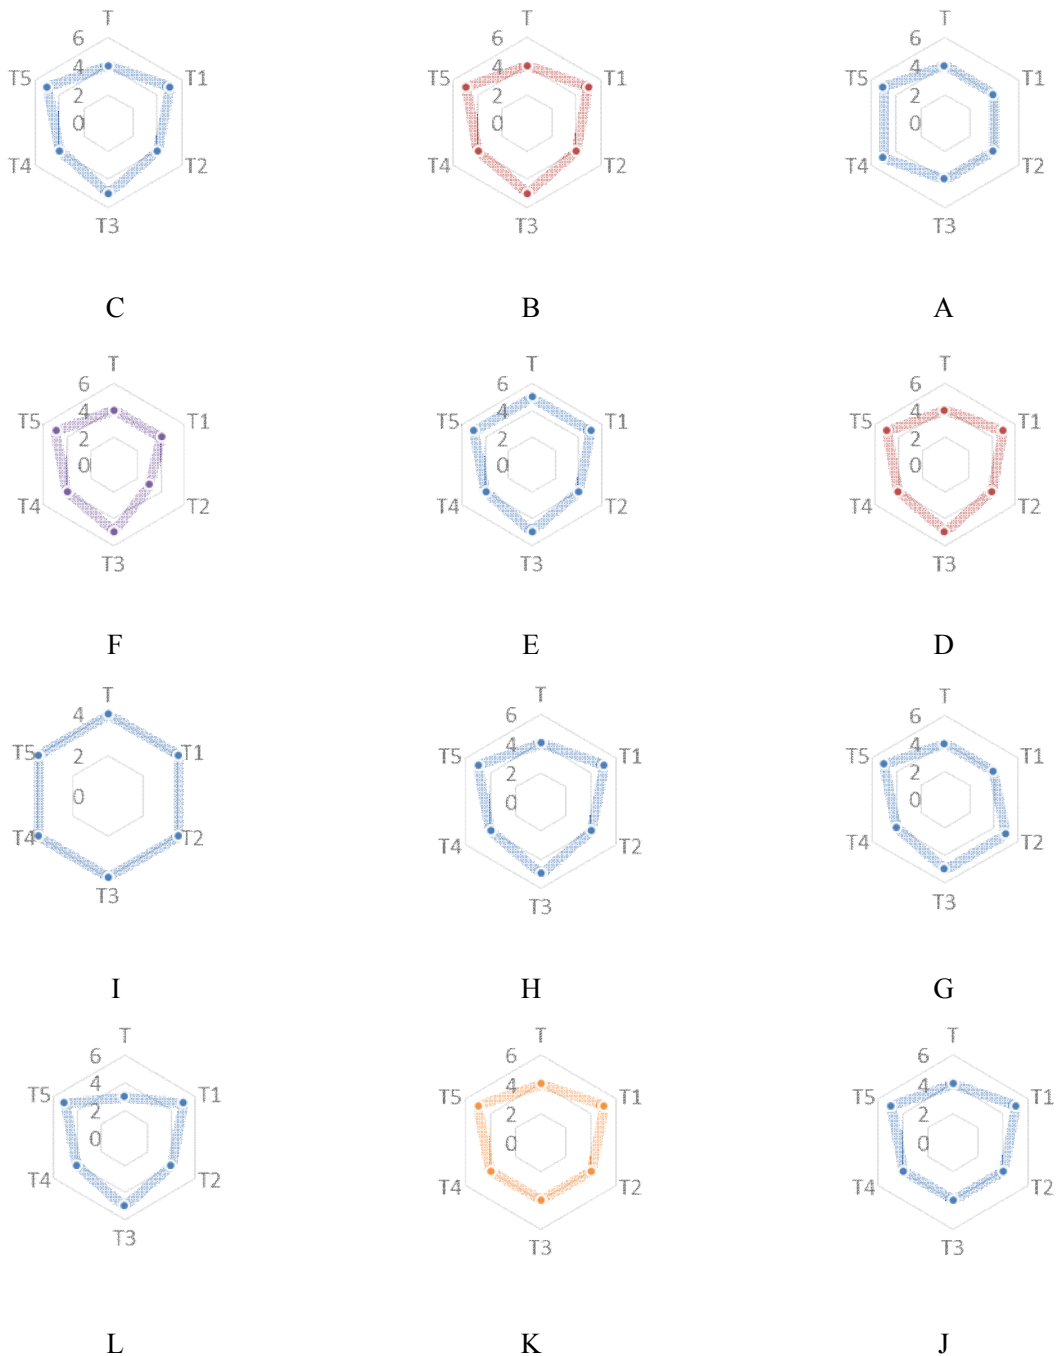 T T T
6 6 6
T5 4 T1 T5 4 T1 T5 4 T1
2 2 2
0 0 0
T4 T2 T4 T2 T4 T2
T3 T3 T3
C B A
T T T
6 6 6
T5 4 T1 T5 4 T1 T5 4 T1
2 2 2
0 0 0
T4 T2 T4 T2 T4 T2
T3 T3 T3
F E D
T T T
4 6 6
T5 2 T1 T5 4 T1 T5 4 T1
2 2
0 0 0
T4 T2 T4 T2 T4 T2
T3 T3 T3
I H G
T T T
6 6 6
T5 4 T1 T5 4 T1 T5 4 T1
2 2 2
0 0 0
T4 T2 T4 T2 T4 T2
T3 T3 T3
L K J